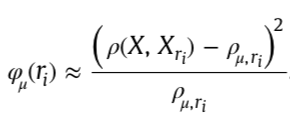 φ_μ(r_i) ≈ (ρ(X, X_{r_i}) − ρ_{μ,r_i})² / ρ_{μ,r_i}